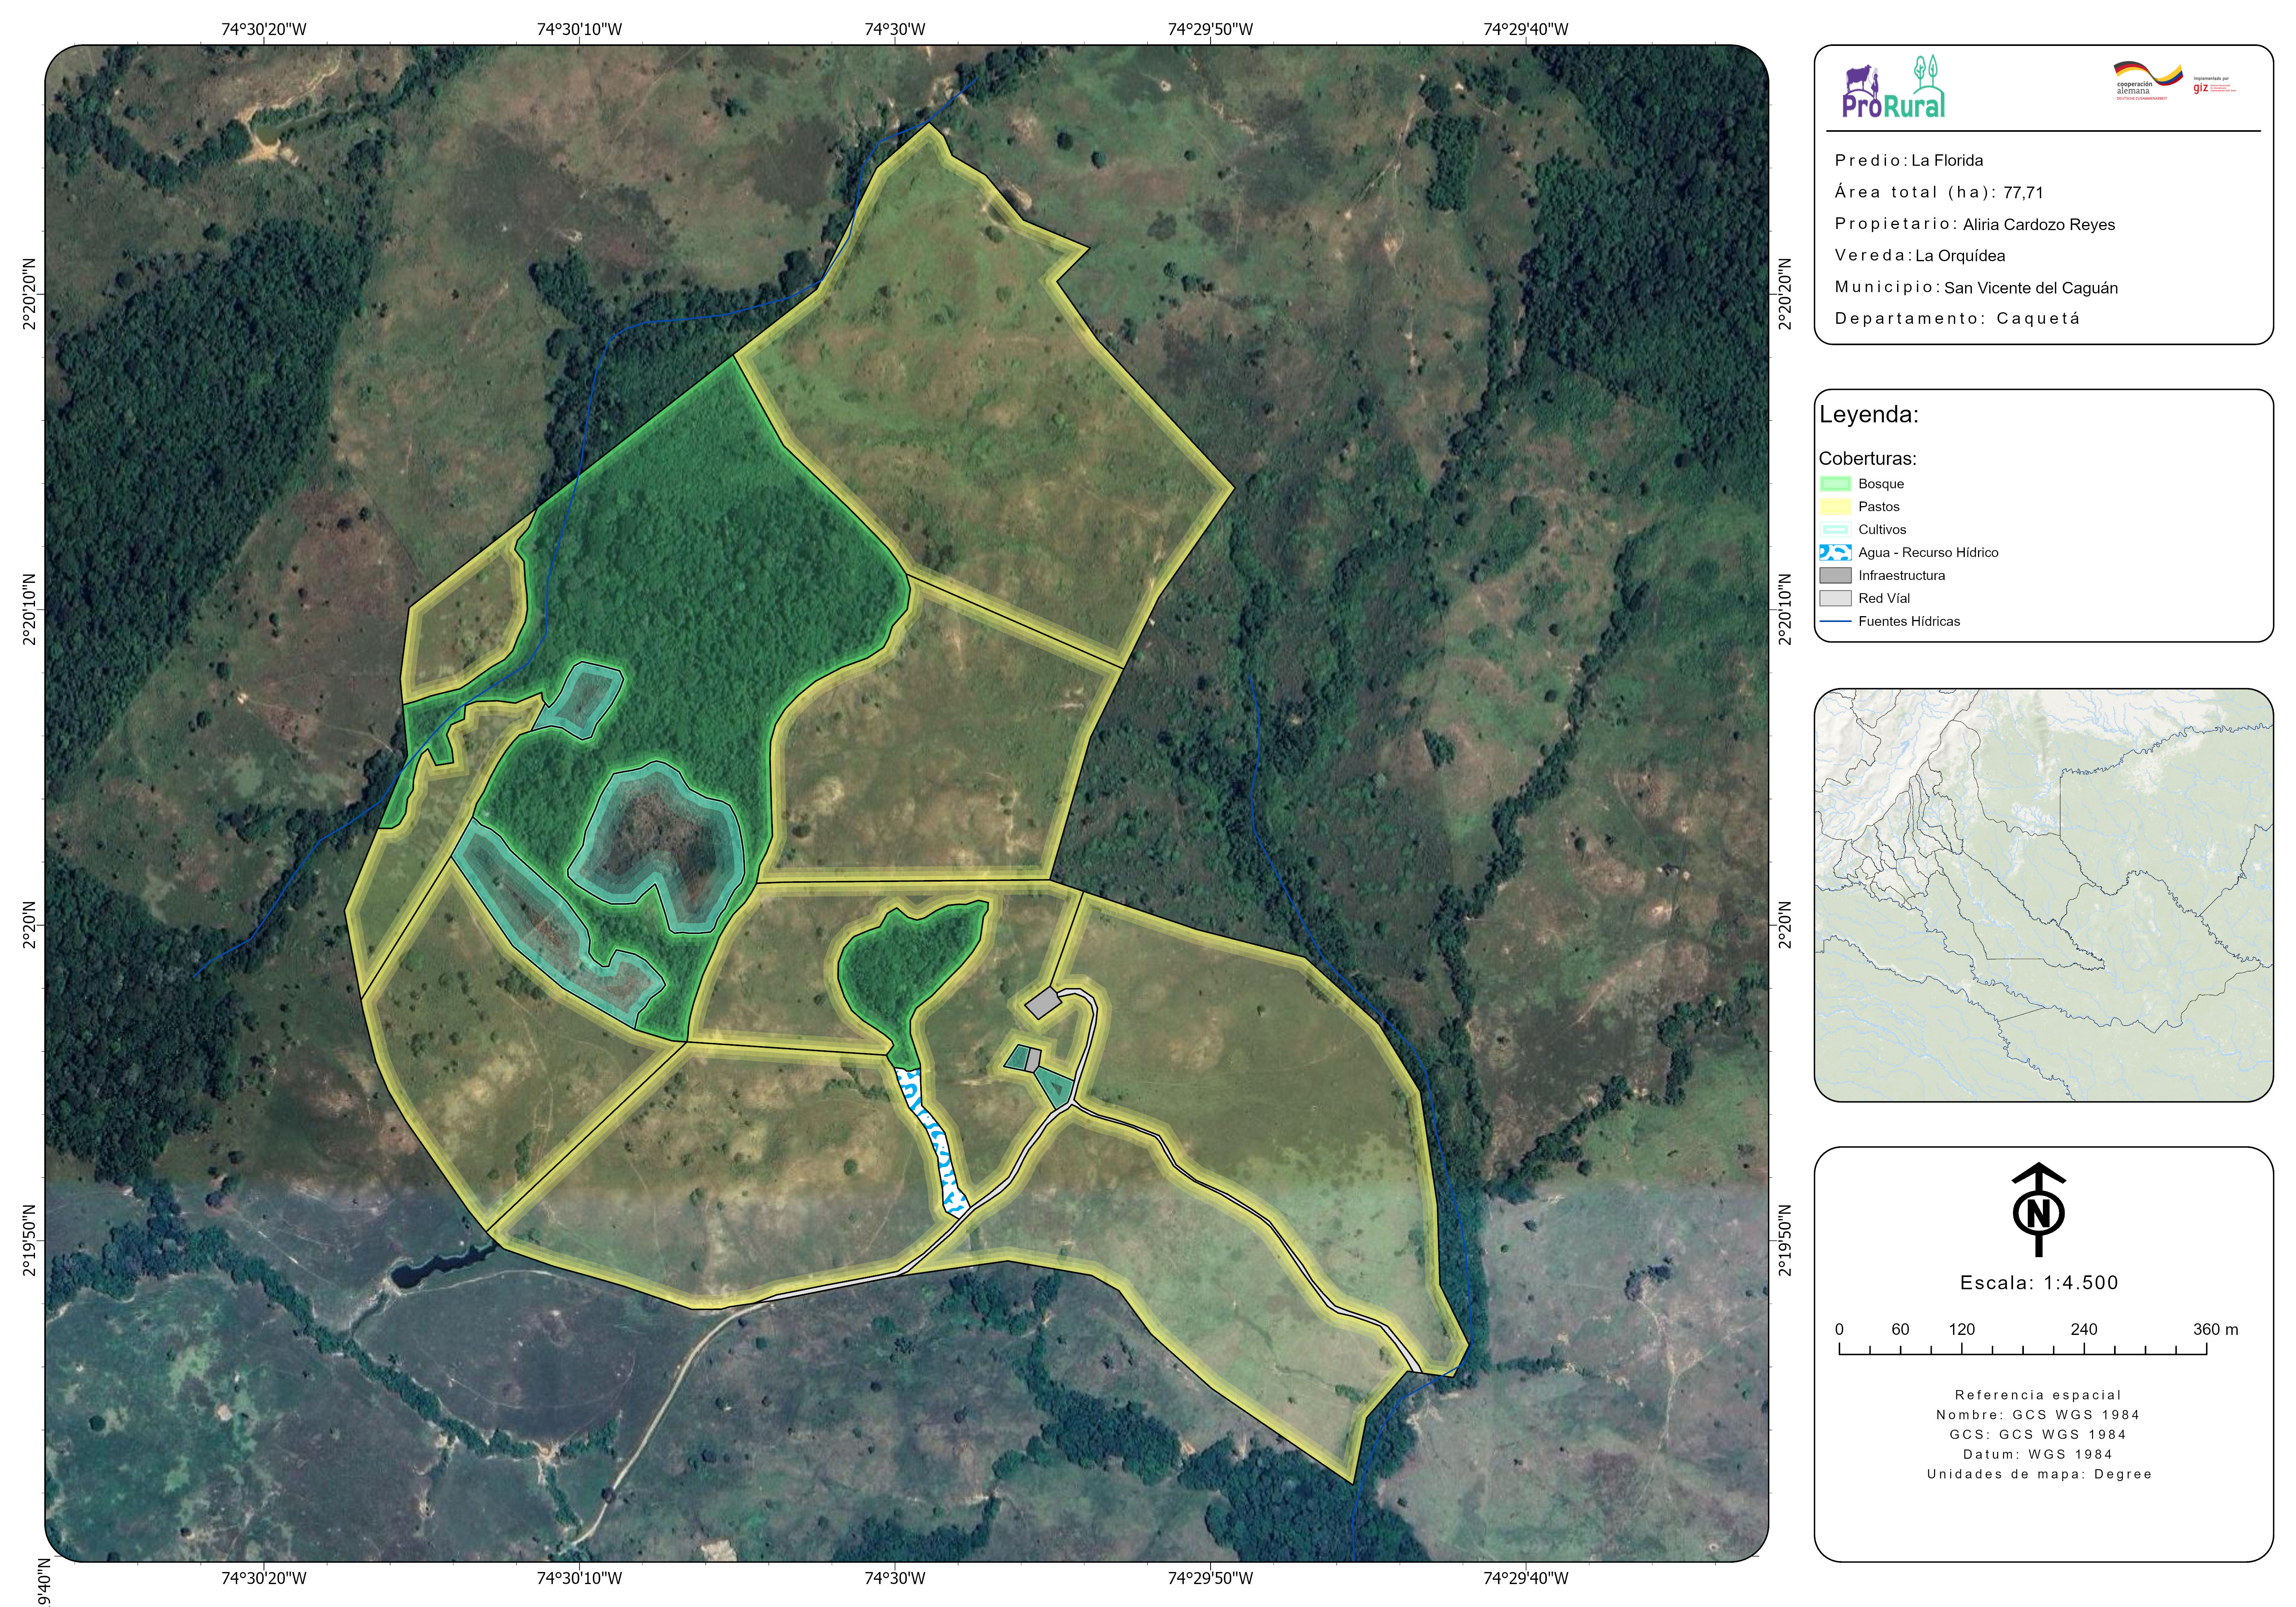 74°30'20"W 74°30'10"W 74°30'W 74°29'50"W 74°29'40"W
2°20'20"N
2°20'10"N
2°20'N
2°19'50"N
9'40"N
2°20'20"N
2°20'10"N
2°20'N
2°19'50"N
74°30'20"W 74°30'10"W 74°30'W 74°29'50"W 74°29'40"W
ProRural
cooperación
alemana
DEUTSCHE ZUSAMMENARBEIT
Implementada por
giz
Predio: La Florida
Área total (ha): 77,71
Propietario: Aliria Cardozo Reyes
Vereda: La Orquídea
Municipio: San Vicente del Caguán
Departamento: Caquetá
Leyenda:
Coberturas:
Bosque
Pastos
Cultivos
Agua - Recurso Hídrico
Infraestructura
Red Víal
Fuentes Hídricas
N
Escala: 1:4.500
0 60 120 240 360 m
Referencia espacial
Nombre: GCS WGS 1984
GCS: GCS WGS 1984
Datum: WGS 1984
Unidades de mapa: Degree